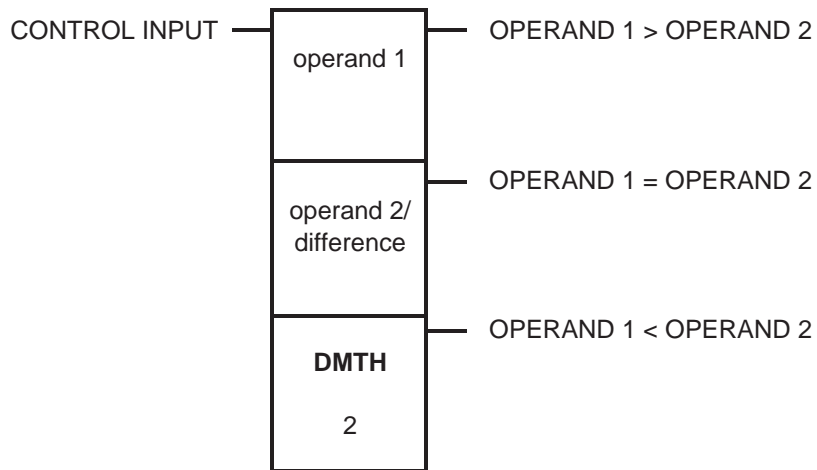 CONTROL INPUT
operand 1
OPERAND 1 > OPERAND 2
operand 2/
difference
OPERAND 1 = OPERAND 2
DMTH
2
OPERAND 1 < OPERAND 2